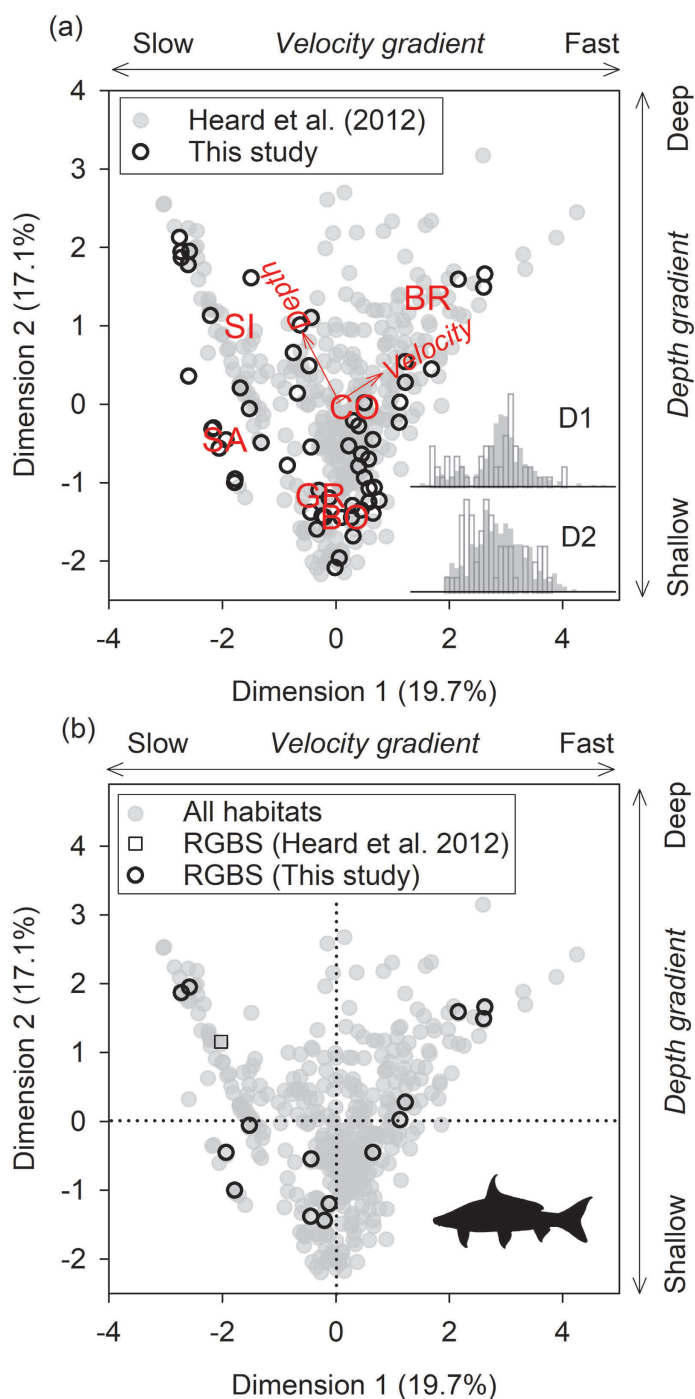 (a)
Slow Velocity gradient Fast
Heard et al. (2012)
This study
4
3
2
1
0
-1
-2
Dimension 2 (17.1%)
Deep
Depth gradient
Shallow
Depth
BR
SI
Velocity
CO
SA
D1
GR
BO
D2
-4 -2 0 2 4
Dimension 1 (19.7%)
(b)
Slow Velocity gradient Fast
All habitats
RGBS (Heard et al. 2012)
RGBS (This study)
4
3
2
1
0
-1
-2
Dimension 2 (17.1%)
Deep
Depth gradient
Shallow
-4 -2 0 2 4
Dimension 1 (19.7%)